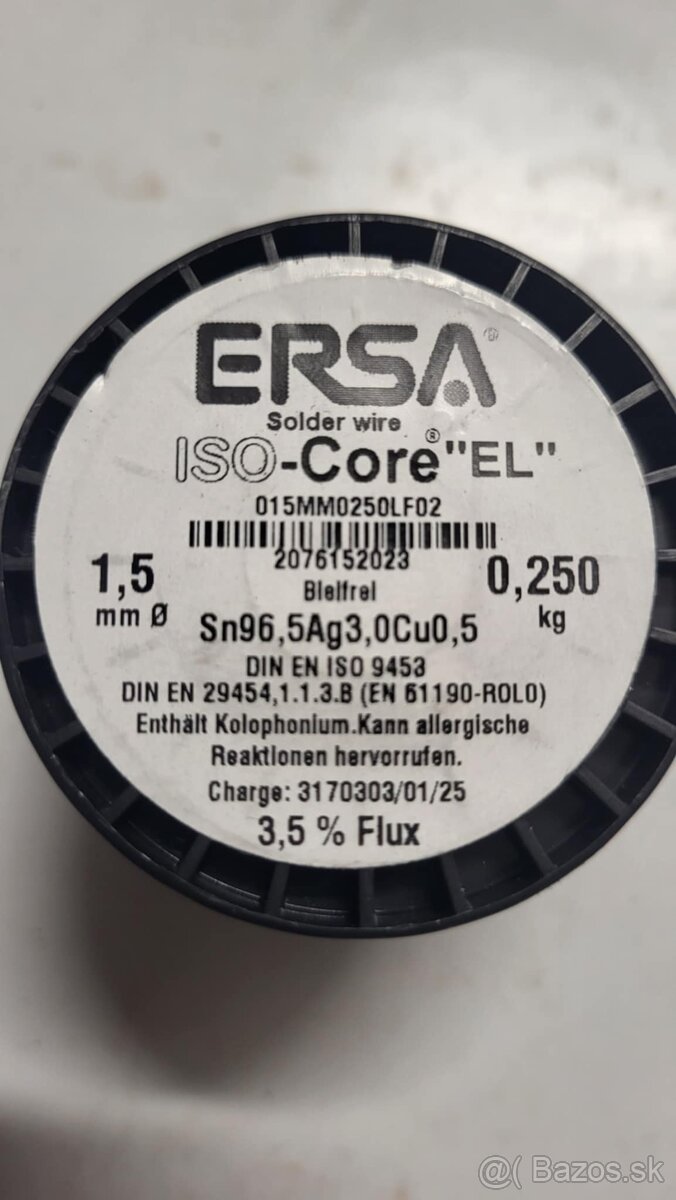 ERSA®
Solder wire
ISO-Core® "EL"
015MM0250LF02
2076152023
1,5
mm Ø
Bleifrei
0,250
kg
Sn96,5Ag3,0Cu0,5
DIN EN ISO 9453
DIN EN 29454,1.1.3.B (EN 61190-ROL0)
Enthält Kolophonium.Kann allergische
Reaktionen hervorrufen.
Charge: 3170303/01/25
3,5 % Flux
@( Bazos.sk